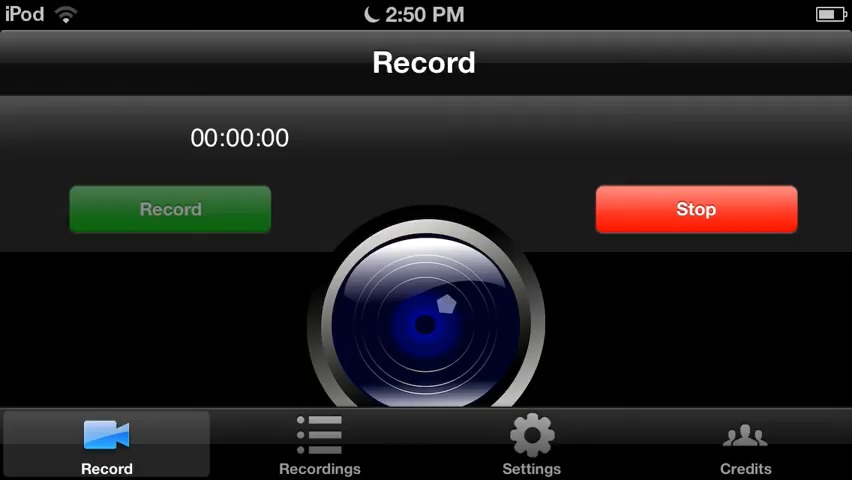 iPod 2:50 PM
Record
00:00:00
Record Stop
Record Recordings Settings Credits